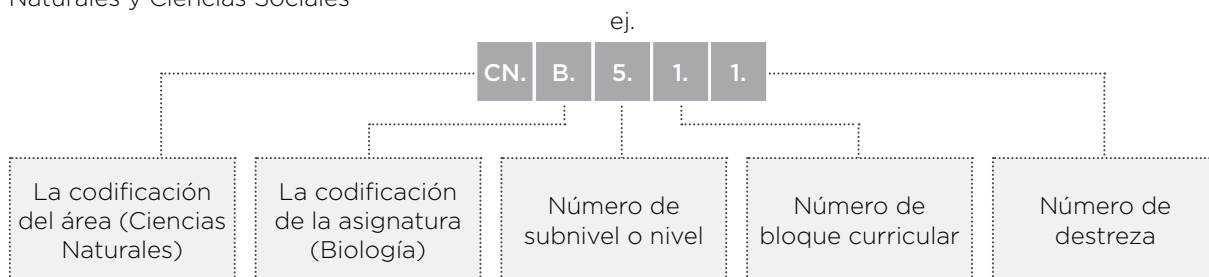 Naturales y Ciencias Sociales
ej.
CN. B. 5. 1. 1.
La codificación
del área (Ciencias
Naturales)
La codificación
de la asignatura
(Biología)
Número de
subnivel o nivel
Número de
bloque curricular
Número de
destreza